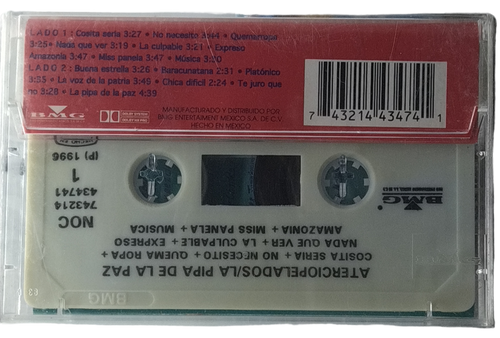 LADO 1: Cosita seria 3:27 • No necesito 3:44 • Quemarropa
3:25 • Nada que ver 3:19 • La culpable 3:21 • Expreso
Amazonia 3:47 • Miss panela 3:47 • Música 3:50
LADO 2: Buena estrella 3:26 • Baracunatana 2:31 • Platónico
3:53 • La voz de la patria 3:49 • Chica difícil 2:24 • Te juro que
no 3:28 • La pipa de la paz 4:39
BMG
MANUFACTURADO Y DISTRIBUIDO POR:
BMG ENTERTAIMENT MEXICO S.A. DE C.V.
HECHO EN MEXICO
7 43214 43474 1
ATERCIOPELADOS/LA PIPA DE LA PAZ
COSITA SERIA + NO NECESITO + QUEMA ROPA +
NADA QUE VER + LA CULPABLE + EXPRESO
AMAZONIA + MISS PANELA + MUSICA
NOC
743214
434741
1
(P) 1996
BMG
BMG